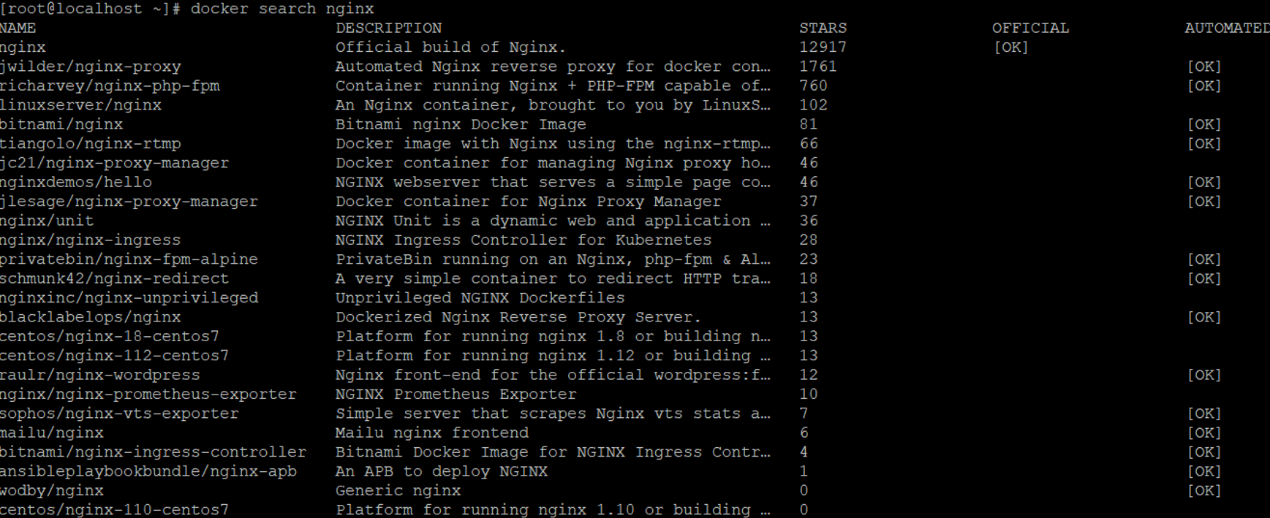 [root@localhost ~]# docker search nginx
NAME DESCRIPTION STARS OFFICIAL AUTOMATED
nginx Official build of Nginx. 12917 [OK]
jwilder/nginx-proxy Automated Nginx reverse proxy for docker con… 1761 [OK]
richarvey/nginx-php-fpm Container running Nginx + PHP-FPM capable of… 760 [OK]
linuxserver/nginx An Nginx container, brought to you by LinuxS… 102
bitnami/nginx Bitnami nginx Docker Image 81 [OK]
tiangolo/nginx-rtmp Docker image with Nginx using the nginx-rtmp… 66 [OK]
jc21/nginx-proxy-manager Docker container for managing Nginx proxy ho… 46
nginxdemos/hello NGINX webserver that serves a simple page co… 46 [OK]
jlesage/nginx-proxy-manager Docker container for Nginx Proxy Manager 37 [OK]
nginx/unit NGINX Unit is a dynamic web and application … 36
nginx/nginx-ingress NGINX Ingress Controller for Kubernetes 28
privatebin/nginx-fpm-alpine PrivateBin running on an Nginx, php-fpm & Al… 23 [OK]
schmunk42/nginx-redirect A very simple container to redirect HTTP tra… 18 [OK]
nginxinc/nginx-unprivileged Unprivileged NGINX Dockerfiles 13
blacklabelops/nginx Dockerized Nginx Reverse Proxy Server. 13 [OK]
centos/nginx-18-centos7 Platform for running nginx 1.8 or building n… 13
centos/nginx-112-centos7 Platform for running nginx 1.12 or building … 13
raulr/nginx-wordpress Nginx front-end for the official wordpress:f… 12 [OK]
nginx/nginx-prometheus-exporter NGINX Prometheus Exporter 10
sophos/nginx-vts-exporter Simple server that scrapes Nginx vts stats a… 7 [OK]
mailu/nginx Mailu nginx frontend 6 [OK]
bitnami/nginx-ingress-controller Bitnami Docker Image for NGINX Ingress Contr… 4 [OK]
ansibleplaybookbundle/nginx-apb An APB to deploy NGINX 1 [OK]
wodby/nginx Generic nginx 0 [OK]
centos/nginx-110-centos7 Platform for running nginx 1.10 or building … 0